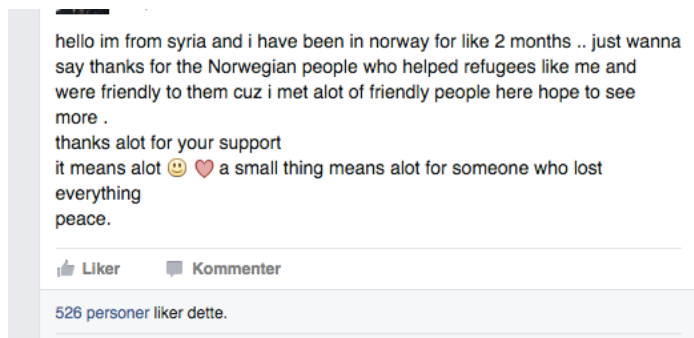 hello im from syria and i have been in norway for like 2 months .. just wanna
say thanks for the Norwegian people who helped refugees like me and
were friendly to them cuz i met alot of friendly people here hope to see
more .
thanks alot for your support
it means alot 🙂 ❤ a small thing means alot for someone who lost
everything
peace.
Liker Kommenter
526 personer liker dette.